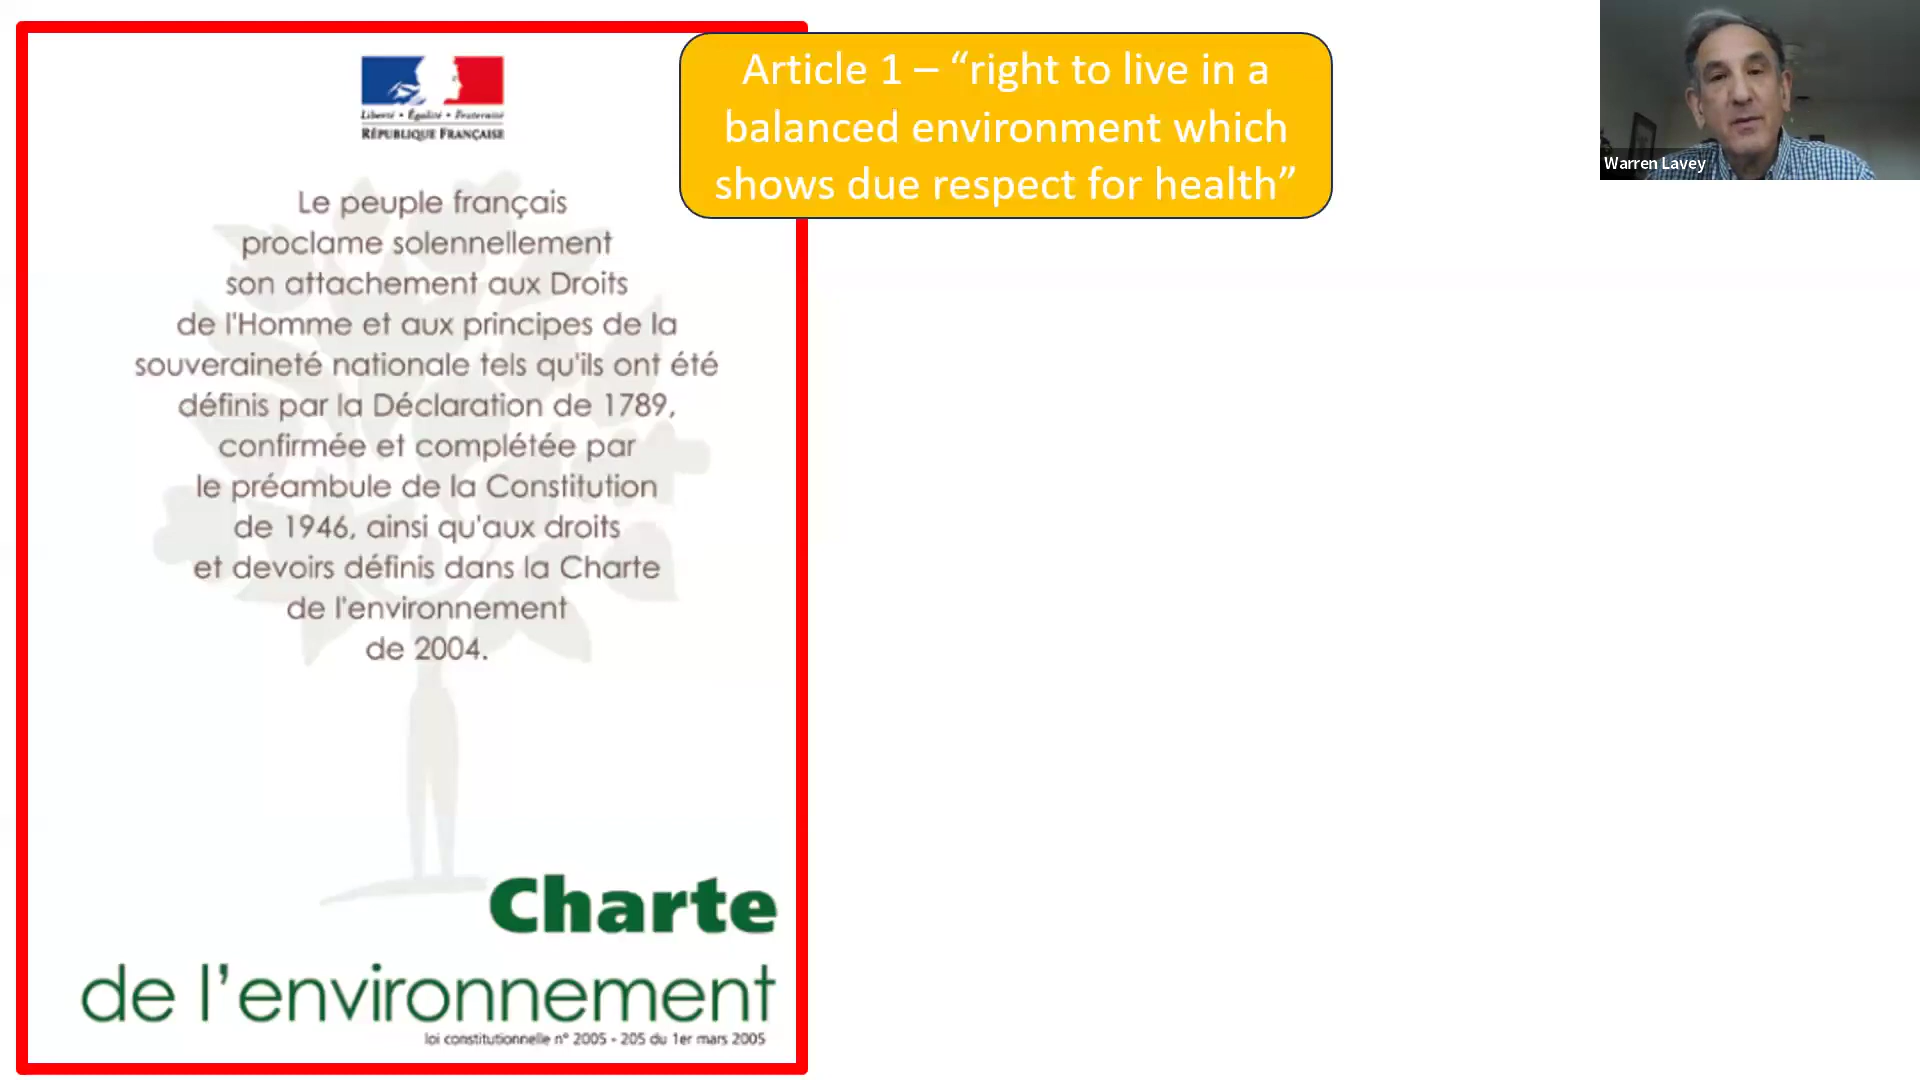 Liberté • Égalité • Fraternité
RÉPUBLIQUE FRANÇAISE
Le peuple français
proclame solennellement
son attachement aux Droits
de l'Homme et aux principes de la
souveraineté nationale tels qu'ils ont été
définis par la Déclaration de 1789,
confirmée et complétée par
le préambule de la Constitution
de 1946, ainsi qu'aux droits
et devoirs définis dans la Charte
de l'environnement
de 2004.
Charte
de l’environnement
loi constitutionnelle n° 2005 - 205 du 1er mars 2005
Article 1 – “right to live in a
balanced environment which
shows due respect for health”
Warren Lavey